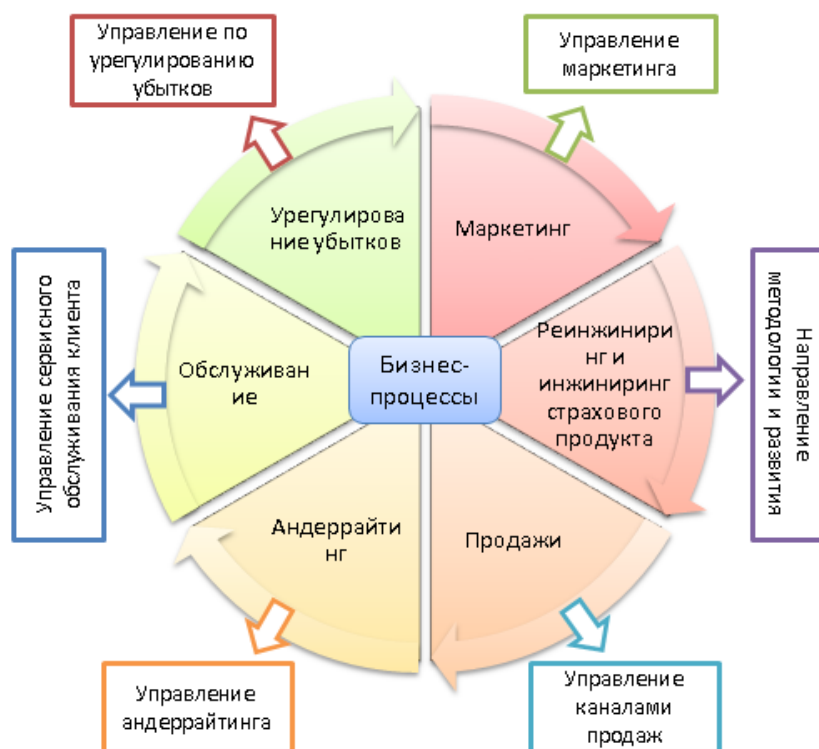 Управление по
урегулированию
убытков
Управление
маркетинга
Урегулирова
ние убытков
Маркетинг
Управление сервисного
обслуживания клиента
Обслуживан
ие
Бизнес-
процессы
Реинжинири
нг и
инжиниринг
страхового
продукта
Направление
методологии и развития
Андеррайти
нг
Продажи
Управление
андеррайтинга
Управление
каналами
продаж